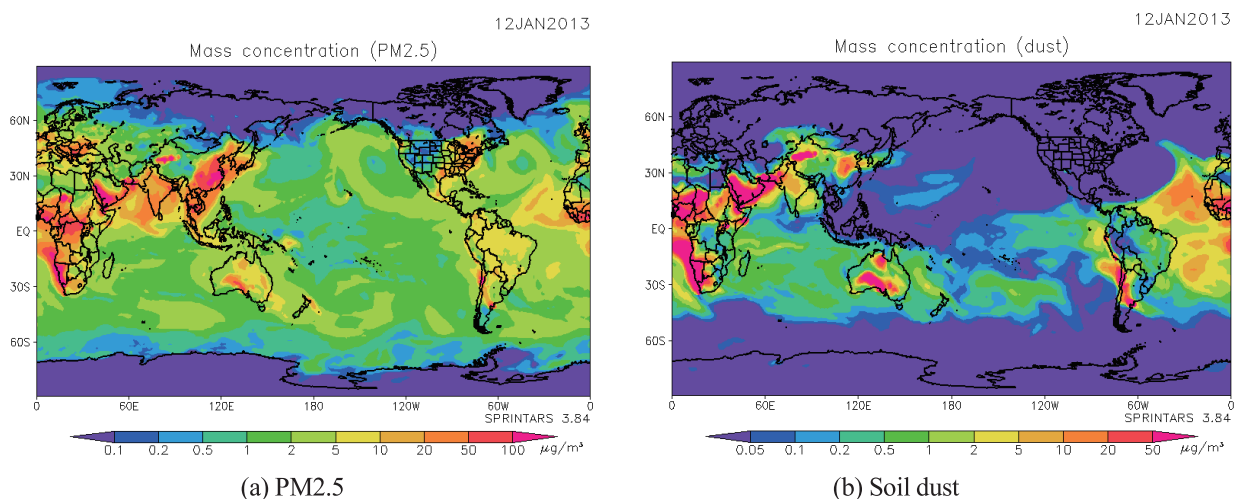 12JAN2013
Mass concentration (PM2.5)
60N
30N
EQ
30S
60S
0 60E 120E 180 120W 60W 0
SPRINTARS 3.84
0.1 0.2 0.5 1 2 5 10 20 50 100 μg/m³
(a) PM2.5
12JAN2013
Mass concentration (dust)
60N
30N
EQ
30S
60S
0 60E 120E 180 120W 60W 0
SPRINTARS 3.84
0.05 0.1 0.2 0.5 1 2 5 10 20 50 μg/m³
(b) Soil dust